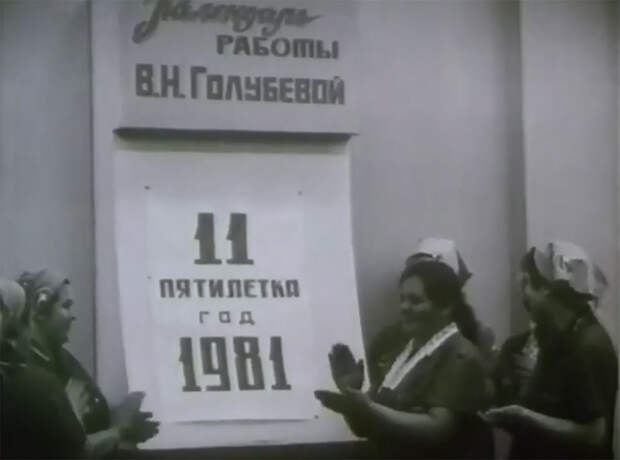 Календарь
РАБОТЫ
В.Н. ГОЛУБЕВОЙ
11
ПЯТИЛЕТКА
ГОД
1981